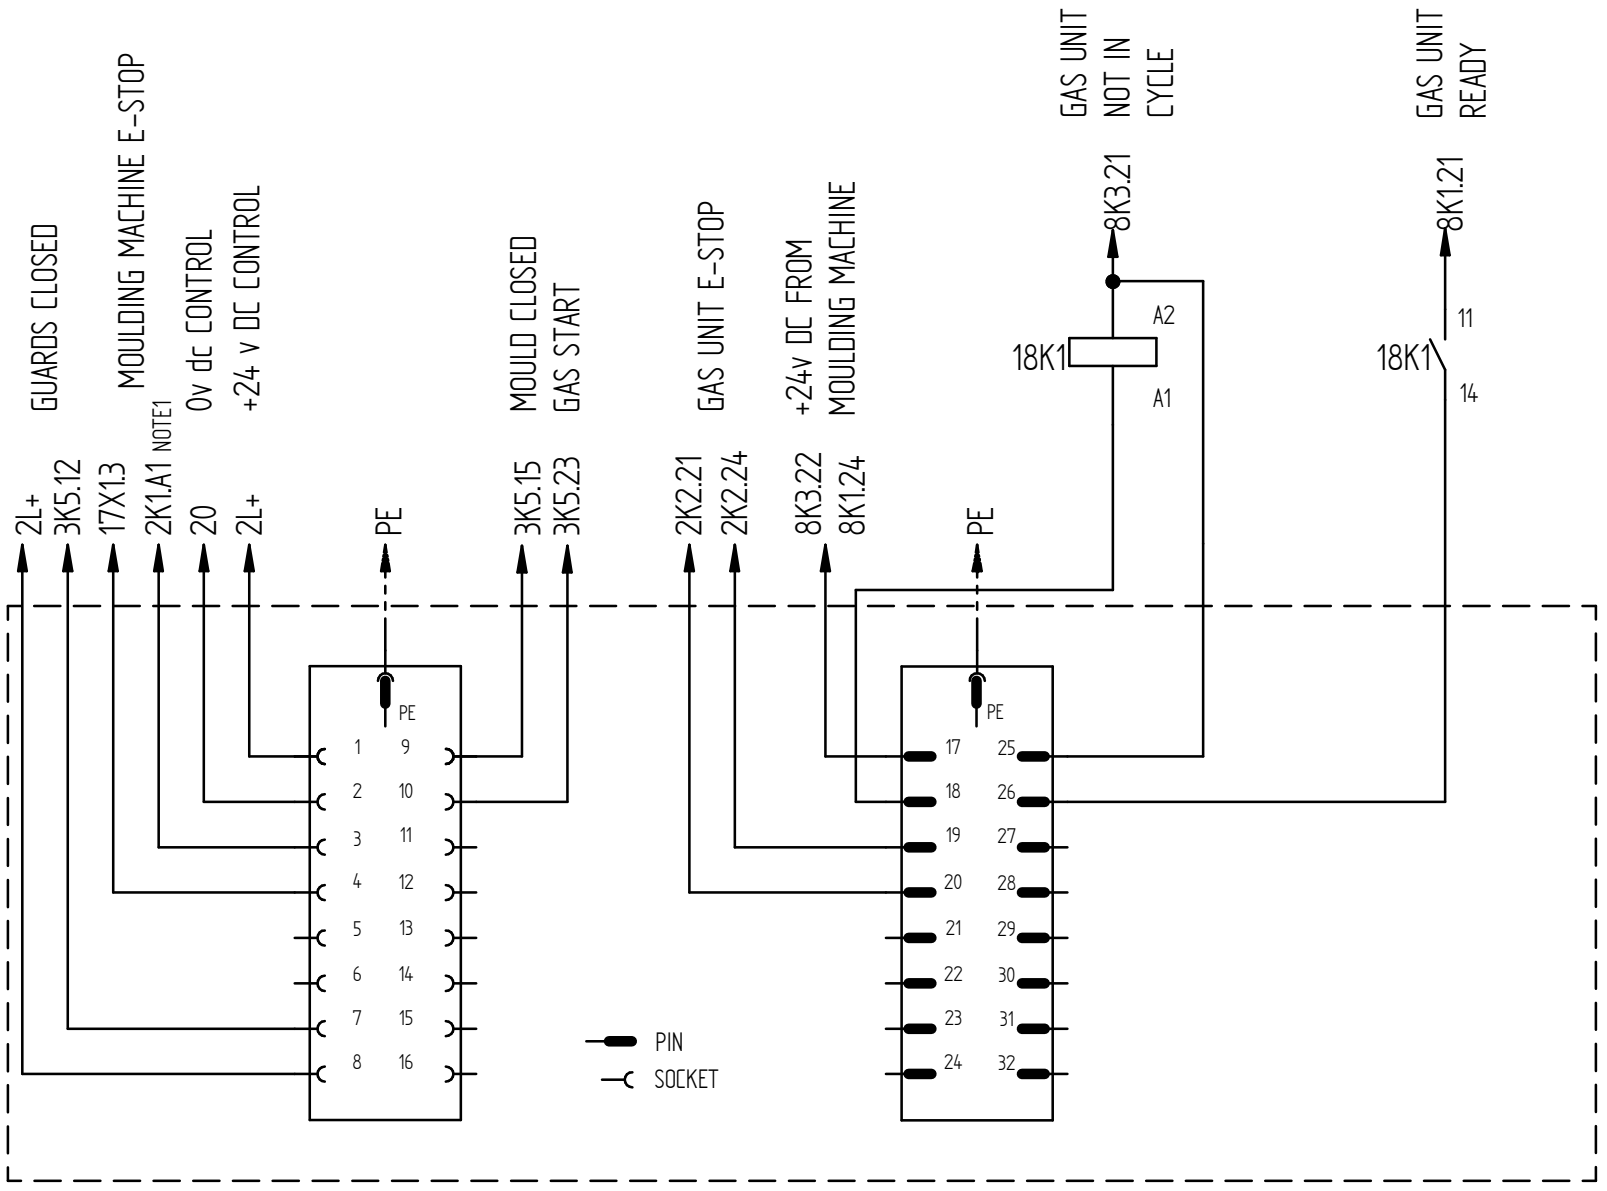 GUARDS CLOSED
MOULDING MACHINE E-STOP
0v dc CONTROL
+24 v DC CONTROL
MOULD CLOSED
GAS START
GAS UNIT E-STOP
+24v DC FROM
MOULDING MACHINE
GAS UNIT
NOT IN
CYCLE
GAS UNIT
READY
2L+
3K5.12
17X1.3
2K1.A1 NOTE1
20
2L+
PE
3K5.15
3K5.23
2K2.21
2K2.24
8K3.22
8K1.24
PE
8K3.21
8K1.21
18K1
A2
A1
18K1
11
14
PE
1 9
2 10
3 11
4 12
5 13
6 14
7 15
8 16
PIN
SOCKET
PE
17 25
18 26
19 27
20 28
21 29
22 30
23 31
24 32